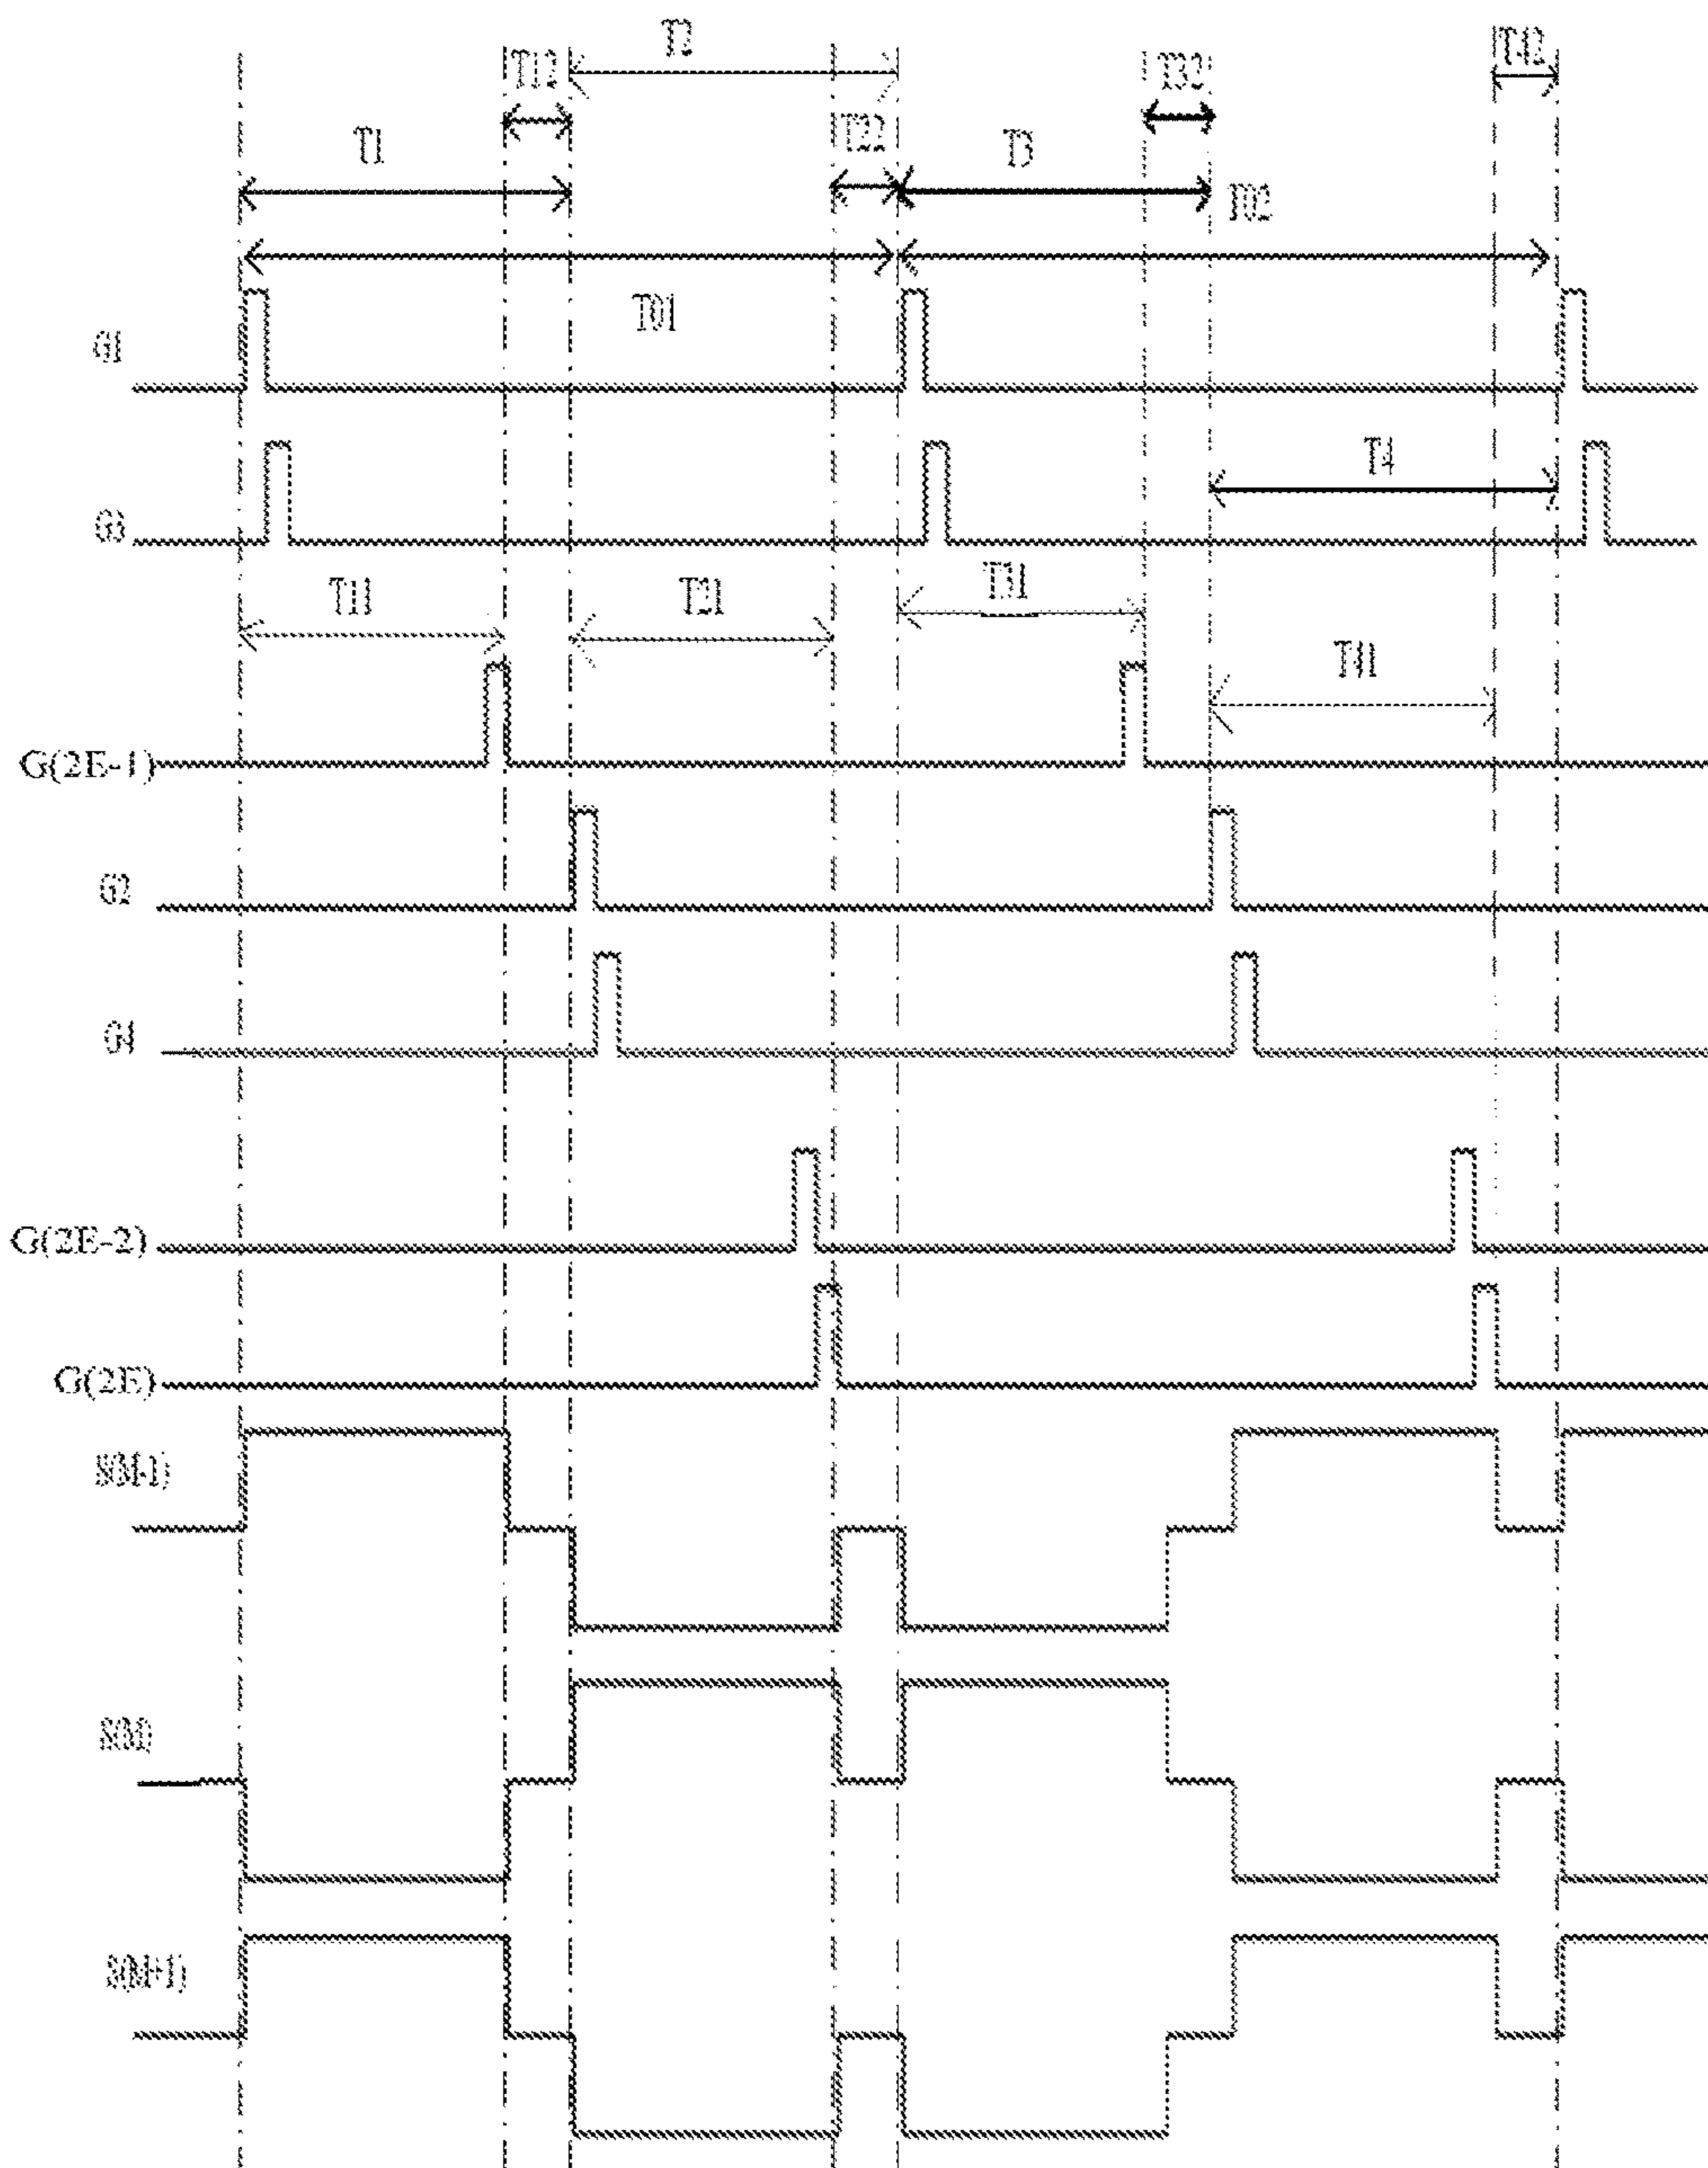 T2
T42
T12
T32
T1
T22
T3
T02
T01
G1
T4
G3
T11
T21
T31
T41
G(2E-1)
G2
G4
G(2E-2)
G(2E)
S(M-1)
S(M)
S(M+1)